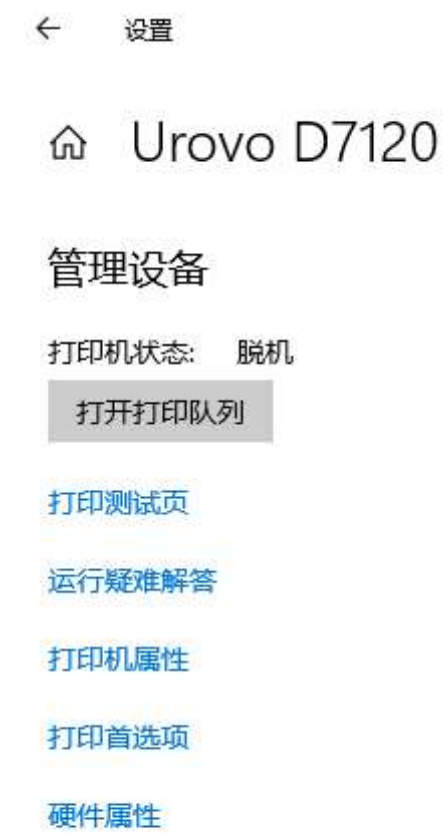 设置
Urovo D7120
管理设备
打印机状态: 脱机
打开打印队列
打印测试页
运行疑难解答
打印机属性
打印首选项
硬件属性